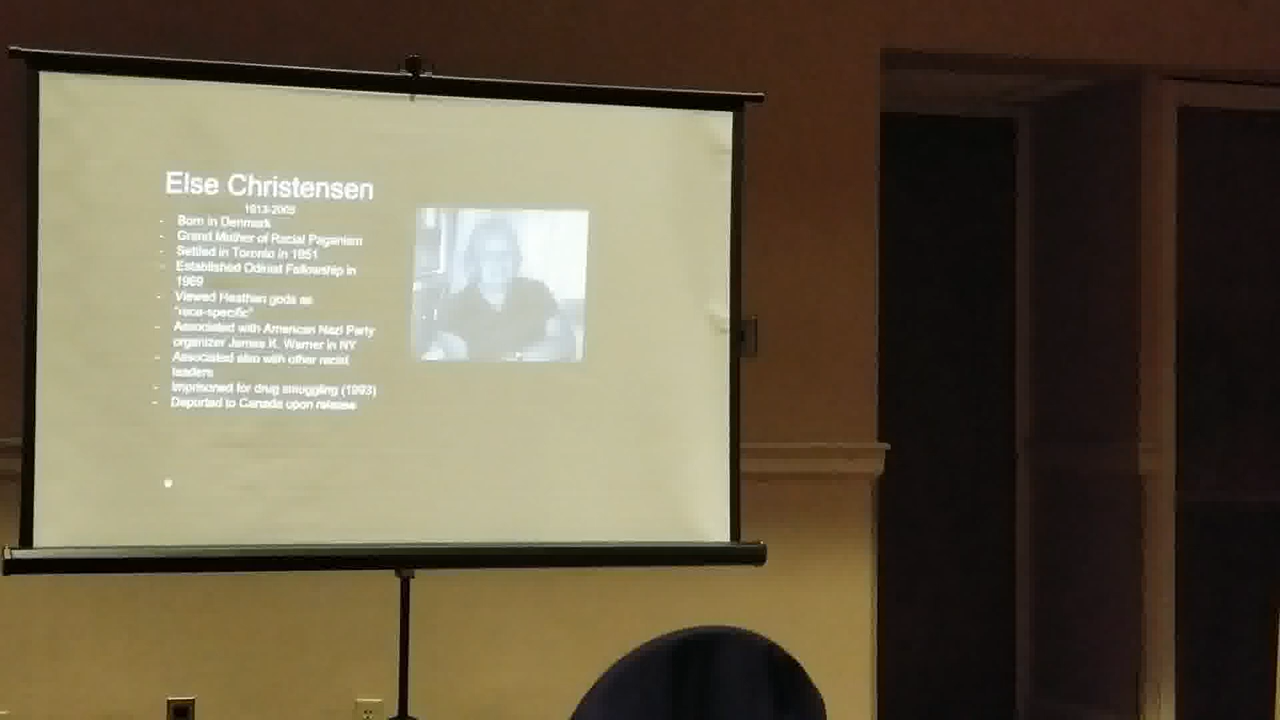 Else Christensen
1913-2005
- Born in Denmark
- Grand Mother of Racial Paganism
- Settled in Toronto in 1951
- Established Odinist Fellowship in
1969
- Viewed Heathen gods as
"race-specific"
- Associated with American Nazi Party
organizer James K. Warner in NY
- Associated also with other racist
leaders
- Imprisoned for drug smuggling (1993)
- Deported to Canada upon release